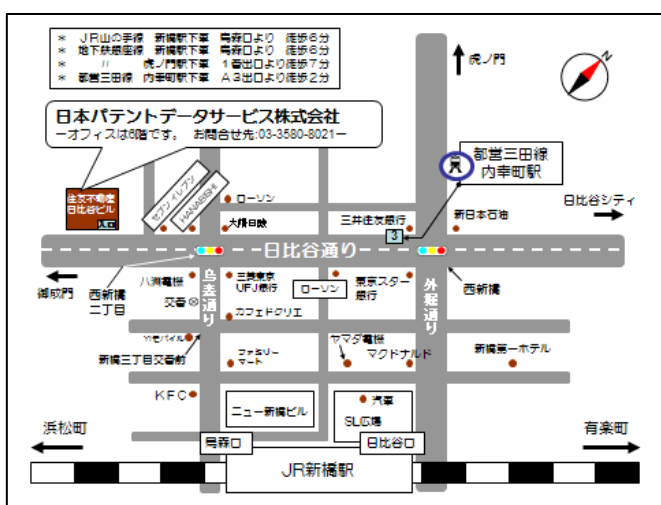 * JR山の手線 新橋駅下車 烏森口より 徒歩6分
* 地下鉄銀座線 新橋駅下車 烏森口より 徒歩6分
* 〃 虎ノ門駅下車 1番出口より徒歩7分
* 都営三田線 内幸町駅下車 A3出口より徒歩2分
虎ノ門
N
日本パテントデータサービス株式会社
−オフィスは6階です。 お問合せ先:03-3580-8021−
都営三田線
内幸町駅
住友不動産
日比谷ビル
入口
セブンイレブン
HANABISHI
ローソン
三井住友銀行
3
新日本石油
日比谷シティ
日比谷通り
御成門
西新橋
二丁目
八洲電機
交番
烏森通り
三菱東京
UFJ銀行
カフェドクリエ
ローソン
東京スター
銀行
外堀通り
西新橋
新橋三丁目交番前
ファミリー
マート
ヤマダ電機
マクドナルド
新橋第一ホテル
KFC
ニュー新橋ビル
汽車
SL広場
浜松町
烏森口
日比谷口
有楽町
JR新橋駅